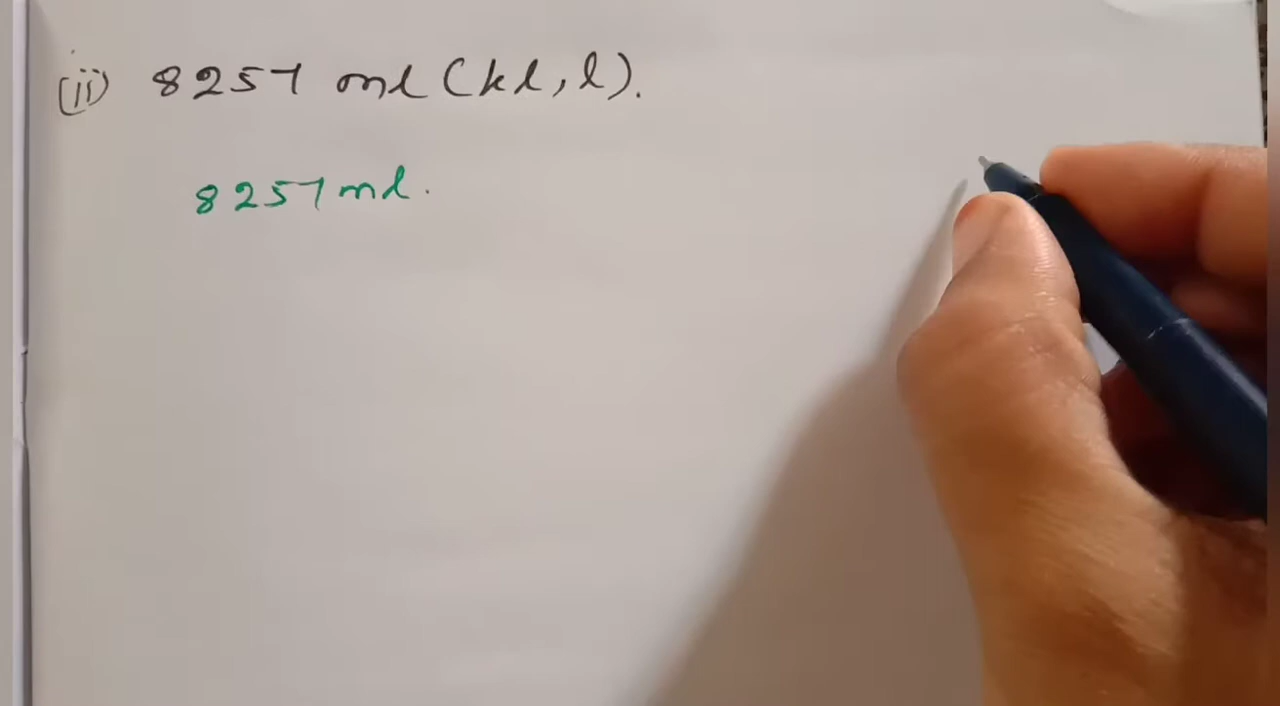 (ii) 8257 ml (kl, l).
8257 ml.